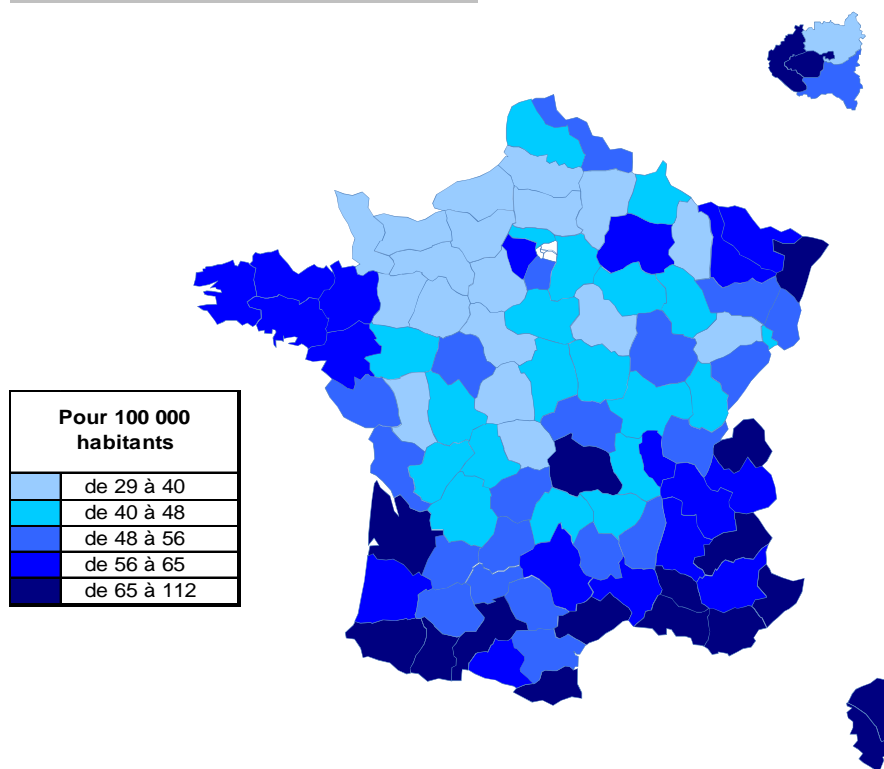 Pour 100 000
habitants
de 29 à 40
de 40 à 48
de 48 à 56
de 56 à 65
de 65 à 112